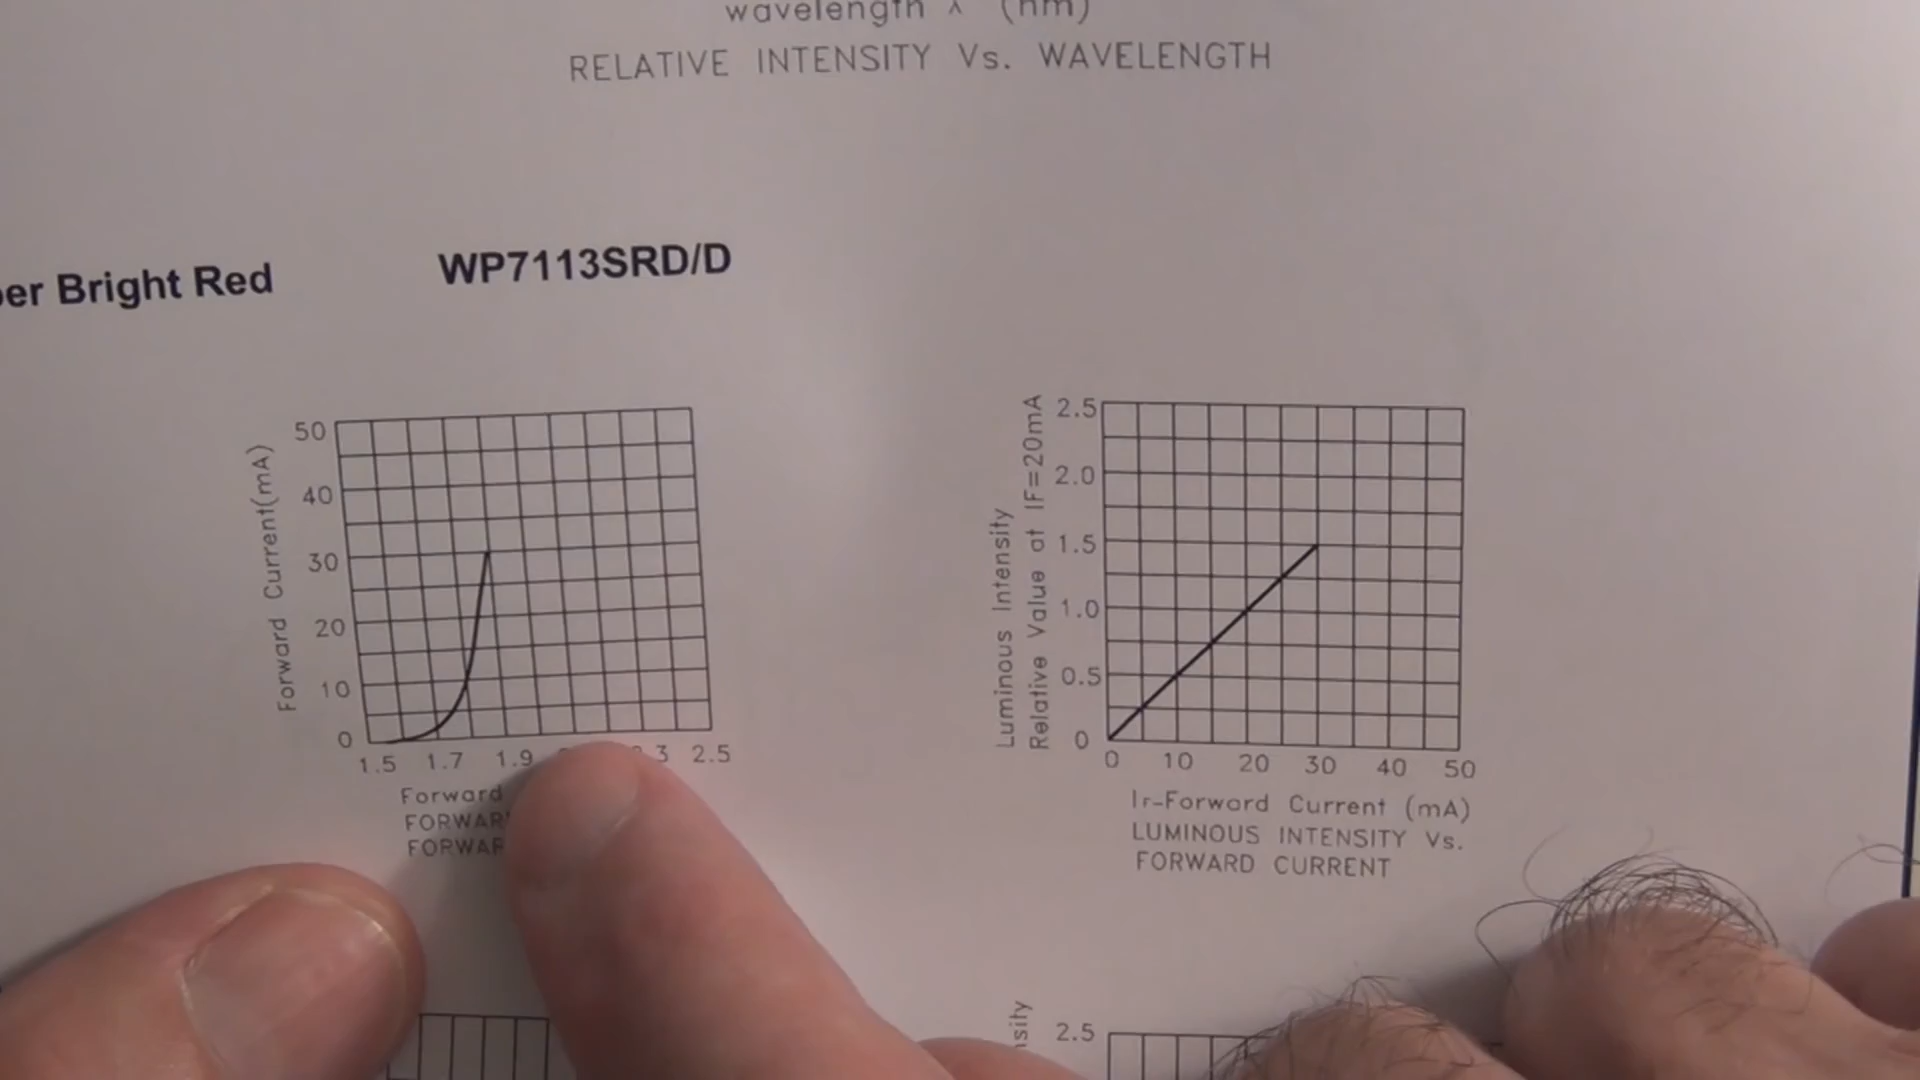 wavelength λ (nm)
RELATIVE INTENSITY Vs. WAVELENGTH
Bright Red WP7113SRD/D
Forward Current(mA)
50
40
30
20
10
0
1.5 1.7 1.9 2.5
Forward
FORWAR
FORWAR
Luminous Intensity
Relative Value at IF=20mA
2.5
2.0
1.5
1.0
0.5
0
0 10 20 30 40 50
IF-Forward Current (mA)
LUMINOUS INTENSITY Vs.
FORWARD CURRENT
2.5